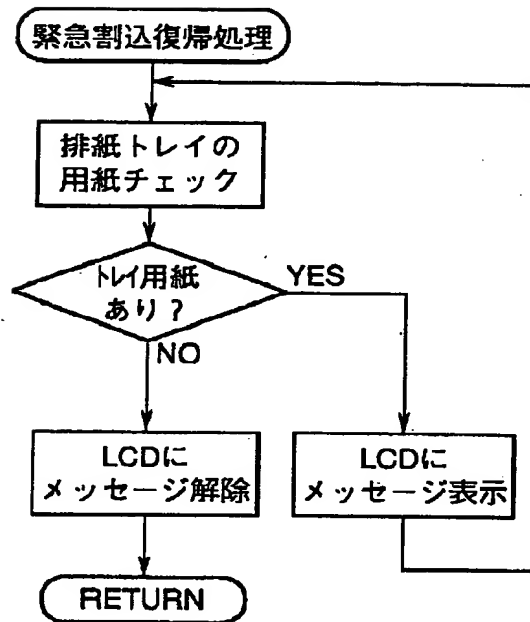 緊急割込復帰処理
排紙トレイの
用紙チェック
トレイ用紙
あり?
YES
NO
LCDに
メッセージ解除
LCDに
メッセージ表示
RETURN